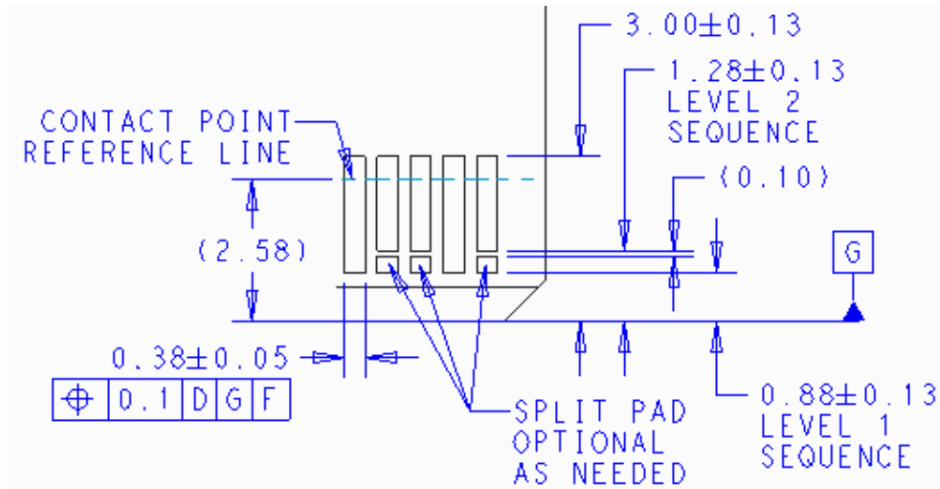 3.00±0.13
1.28±0.13
LEVEL 2
SEQUENCE
CONTACT POINT
REFERENCE LINE
(0.10)
(2.58)
G
0.38±0.05
⌖ 0.1 D G F
SPLIT PAD
OPTIONAL
AS NEEDED
0.88±0.13
LEVEL 1
SEQUENCE